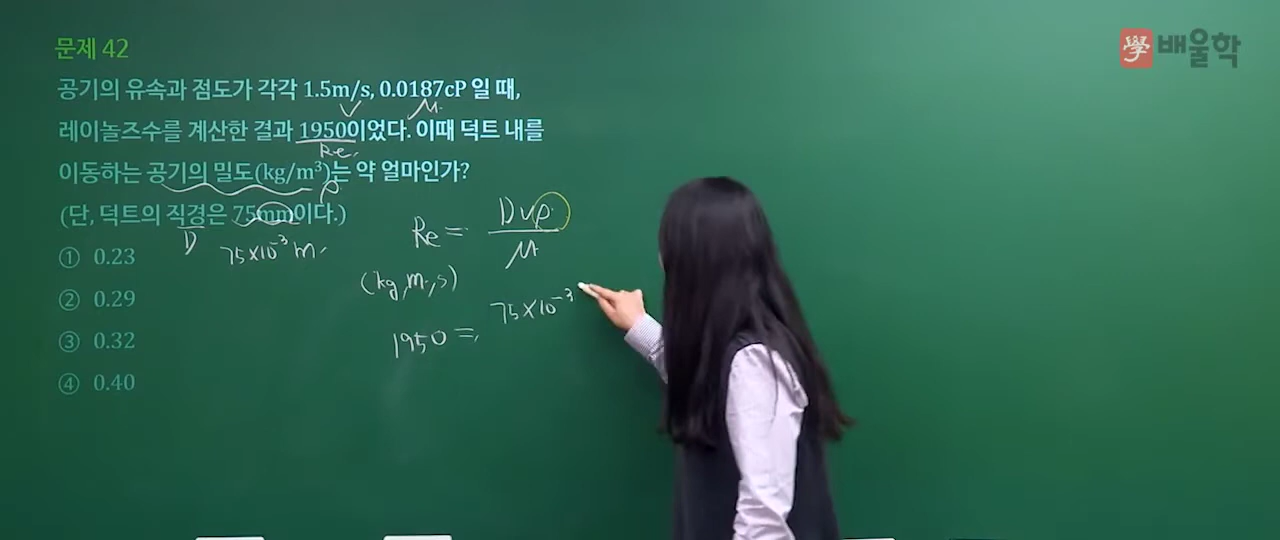 문제 42
學 배울학
공기의 유속과 점도가 각각 1.5m/s, 0.0187cP 일 때,
V μ
레이놀즈수를 계산한 결과 1950이었다. 이때 덕트 내를
Re
이동하는 공기의 밀도(kg/m³)는 약 얼마인가?
ρ
(단, 덕트의 직경은 75mm이다.)
D 75×10⁻³ m
Re = Dvρ / μ
① 0.23
(kg, m, s)
② 0.29
1950 = 75×10⁻³
③ 0.32
④ 0.40